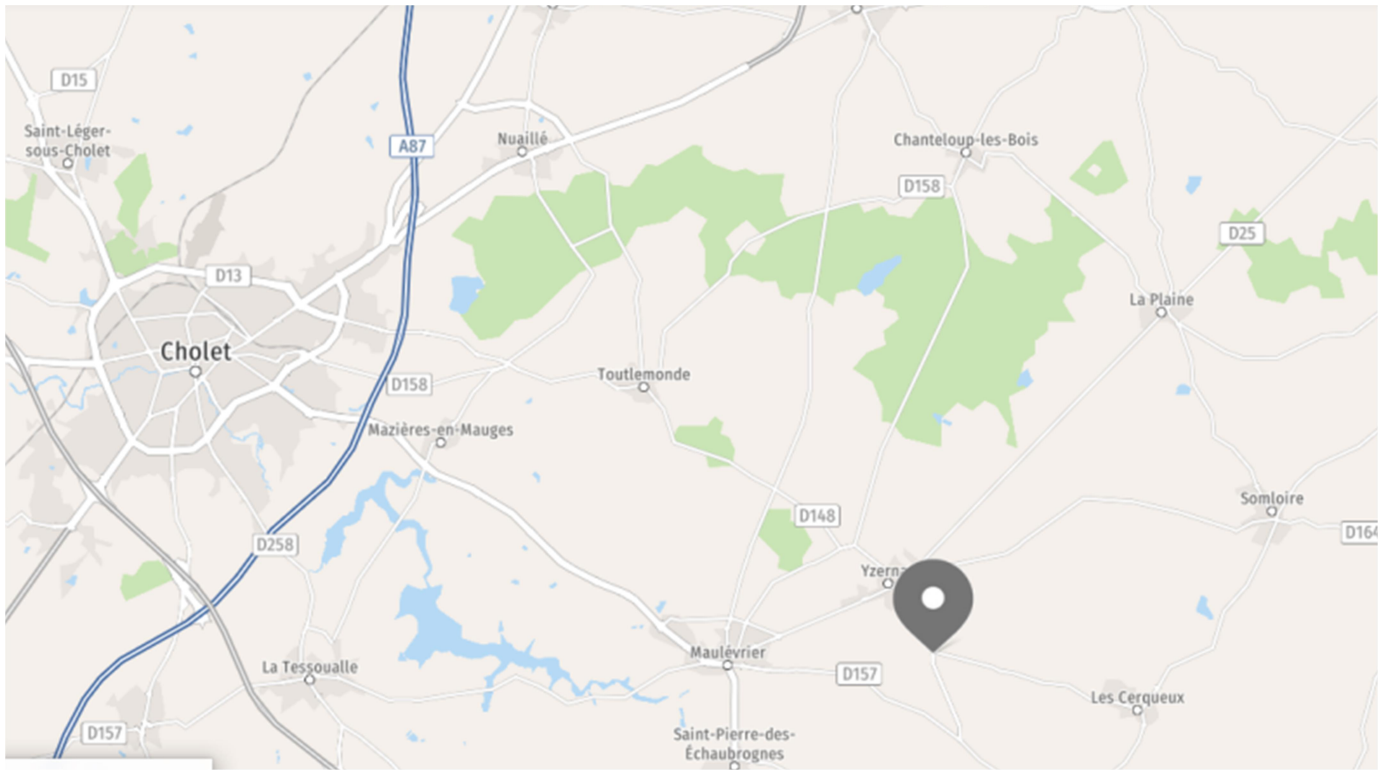 D15
Saint-Léger-
sous-Cholet
A87
Nuaillé
Chanteloup-les-Bois
D158
D25
D13
La Plaine
Cholet
D158
Toutlemonde
Mazières-en-Mauges
Somloire
D148
D164
D258
Yzerna
Maulévrier
La Tessoualle
D157
Les Cerqueux
D157
Saint-Pierre-des-
Échaubrognes